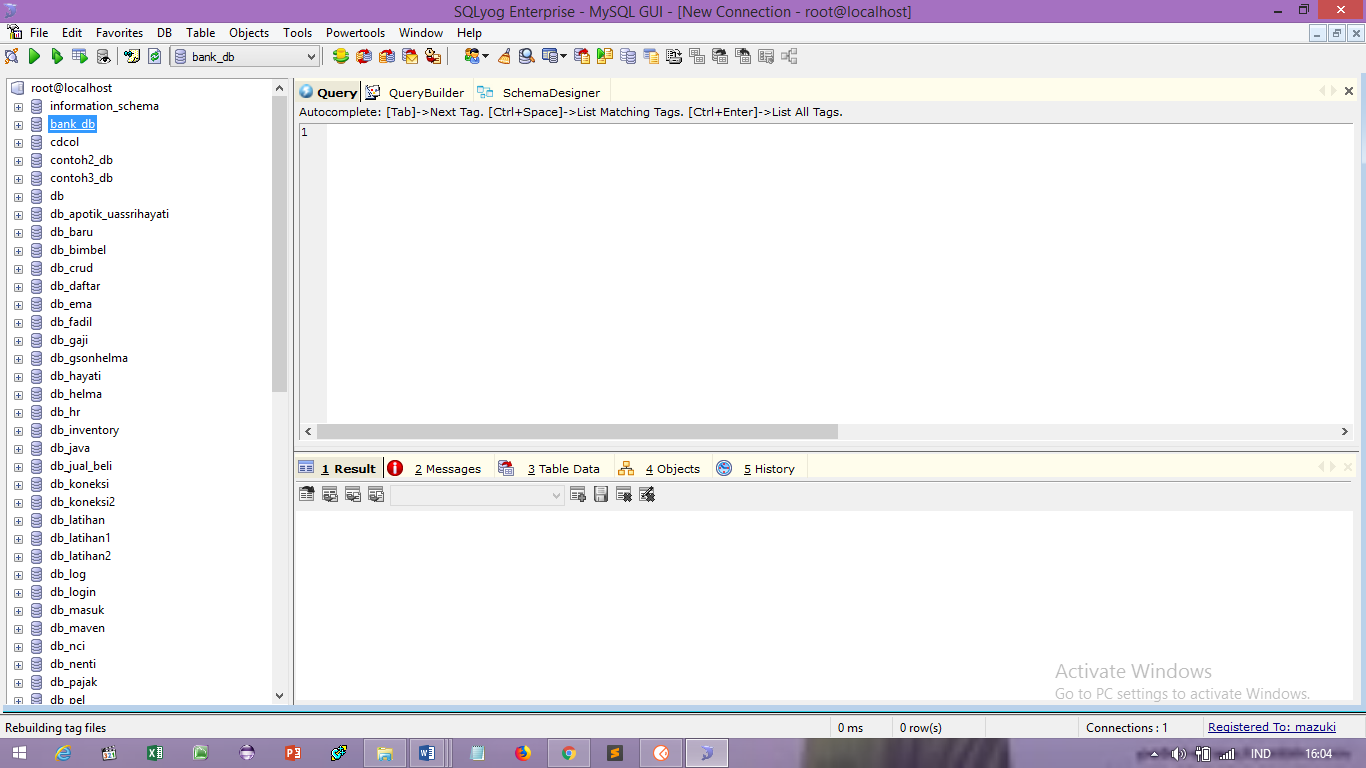 SQLyog Enterprise - MySQL GUI - [New Connection - root@localhost]
File Edit Favorites DB Table Objects Tools Powertools Window Help
bank_db
root@localhost
information_schema
bank_db
cdcol
contoh2_db
contoh3_db
db
db_apotik_uassrihayati
db_baru
db_bimbel
db_crud
db_daftar
db_ema
db_fadil
db_gaji
db_gsonhelma
db_hayati
db_helma
db_hr
db_inventory
db_java
db_jual_beli
db_koneksi
db_koneksi2
db_latihan
db_latihan1
db_latihan2
db_log
db_login
db_masuk
db_maven
db_nci
db_nenti
db_pajak
db_pel
Query QueryBuilder SchemaDesigner
Autocomplete: [Tab]->Next Tag. [Ctrl+Space]->List Matching Tags. [Ctrl+Enter]->List All Tags.
1
1 Result 2 Messages 3 Table Data 4 Objects 5 History
Activate Windows
Go to PC settings to activate Windows.
Rebuilding tag files 0 ms 0 row(s) Connections : 1 Registered To: mazuki
IND 16:04